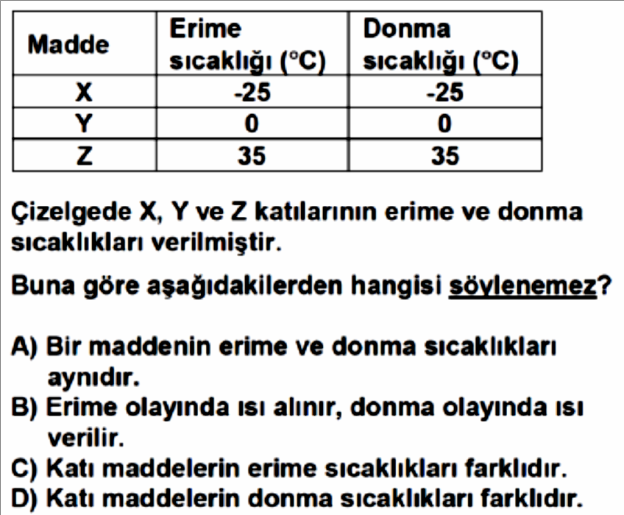 Madde
Erime
sıcaklığı (°C)
Donma
sıcaklığı (°C)
X -25 -25
Y 0 0
Z 35 35
Çizelgede X, Y ve Z katılarının erime ve donma
sıcaklıkları verilmiştir.
Buna göre aşağıdakilerden hangisi söylenemez?
A) Bir maddenin erime ve donma sıcaklıkları
aynıdır.
B) Erime olayında ısı alınır, donma olayında ısı
verilir.
C) Katı maddelerin erime sıcaklıkları farklıdır.
D) Katı maddelerin donma sıcaklıkları farklıdır.